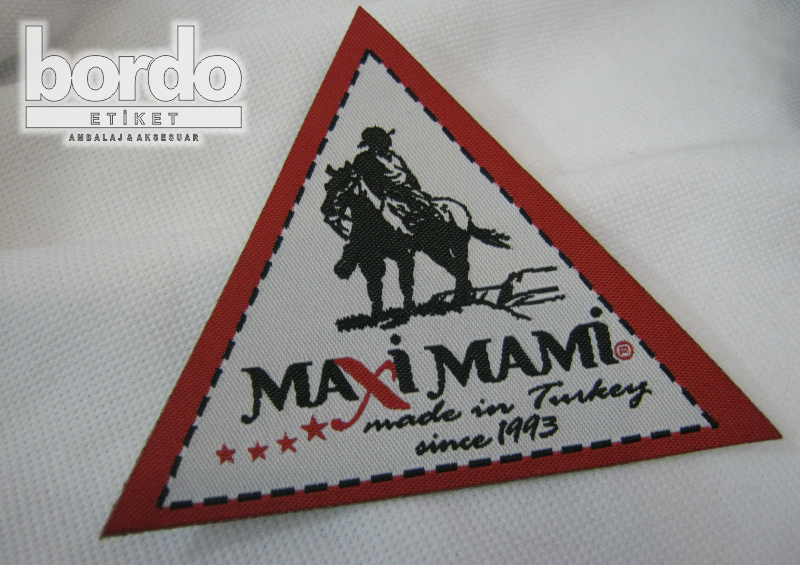 bordo
ETİKET
AMBALAJ & AKSESUAR
MAXİ MAMİ ®
made in Turkey
since 1993